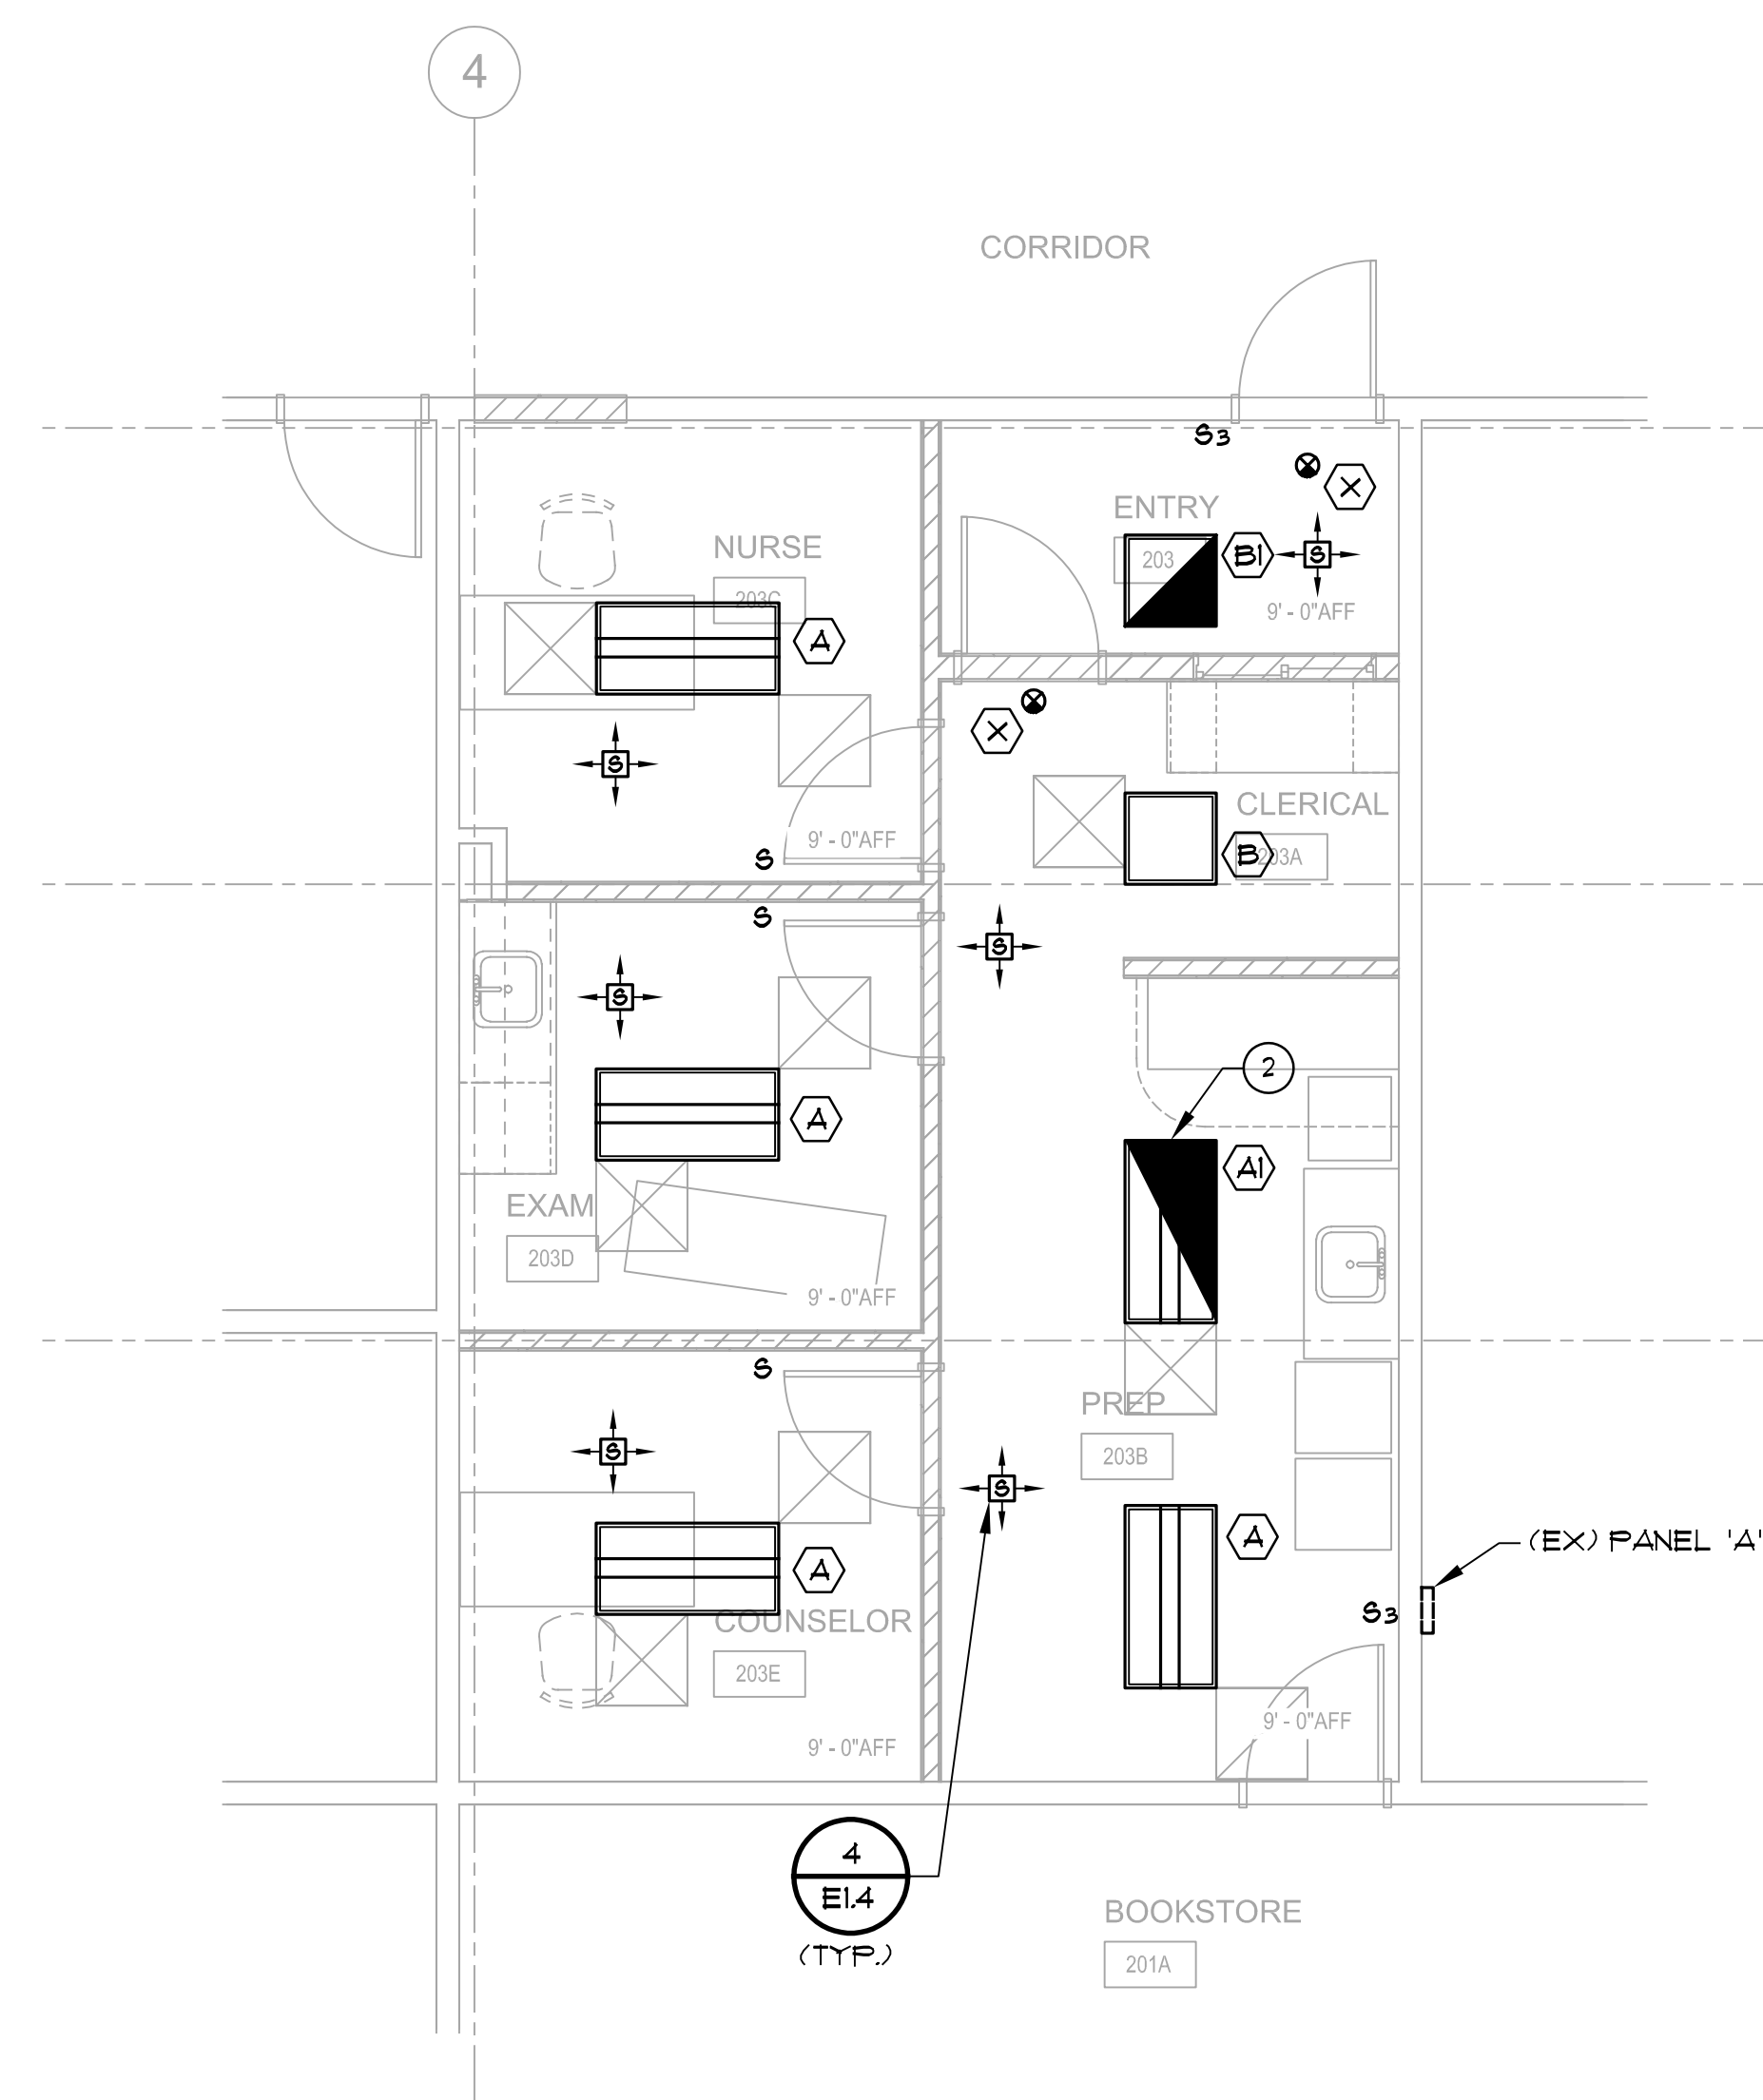 4
CORRIDOR
S3
X
ENTRY
203
B1
S
9' - 0"AFF
NURSE
203C
A
X
S
CLERICAL
B
203A
9' - 0"AFF
S
S
S
S
2
A
A1
EXAM
203D
9' - 0"AFF
S
PREP
203B
S
S
A
(EX) PANEL 'A'
A
S3
COUNSELOR
203E
9' - 0"AFF
9' - 0"AFF
4
E1.4
(TYP.)
BOOKSTORE
201A